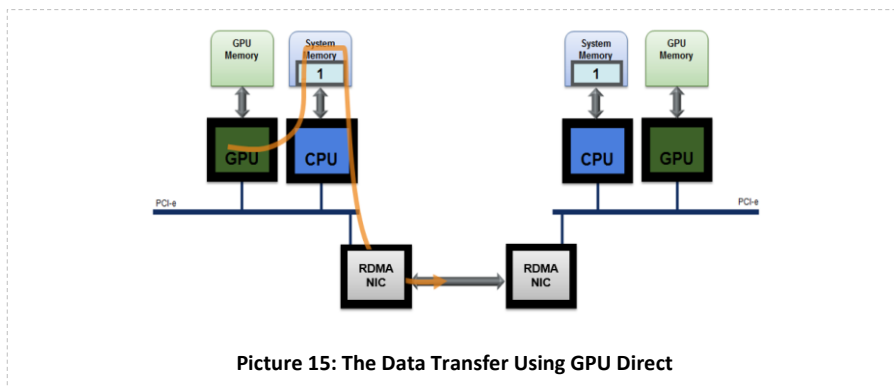 GPU
Memory
System
Memory
1
System
Memory
1
GPU
Memory
GPU
CPU
CPU
GPU
PCI-e
PCI-e
RDMA
NIC
RDMA
NIC
Picture 15: The Data Transfer Using GPU Direct